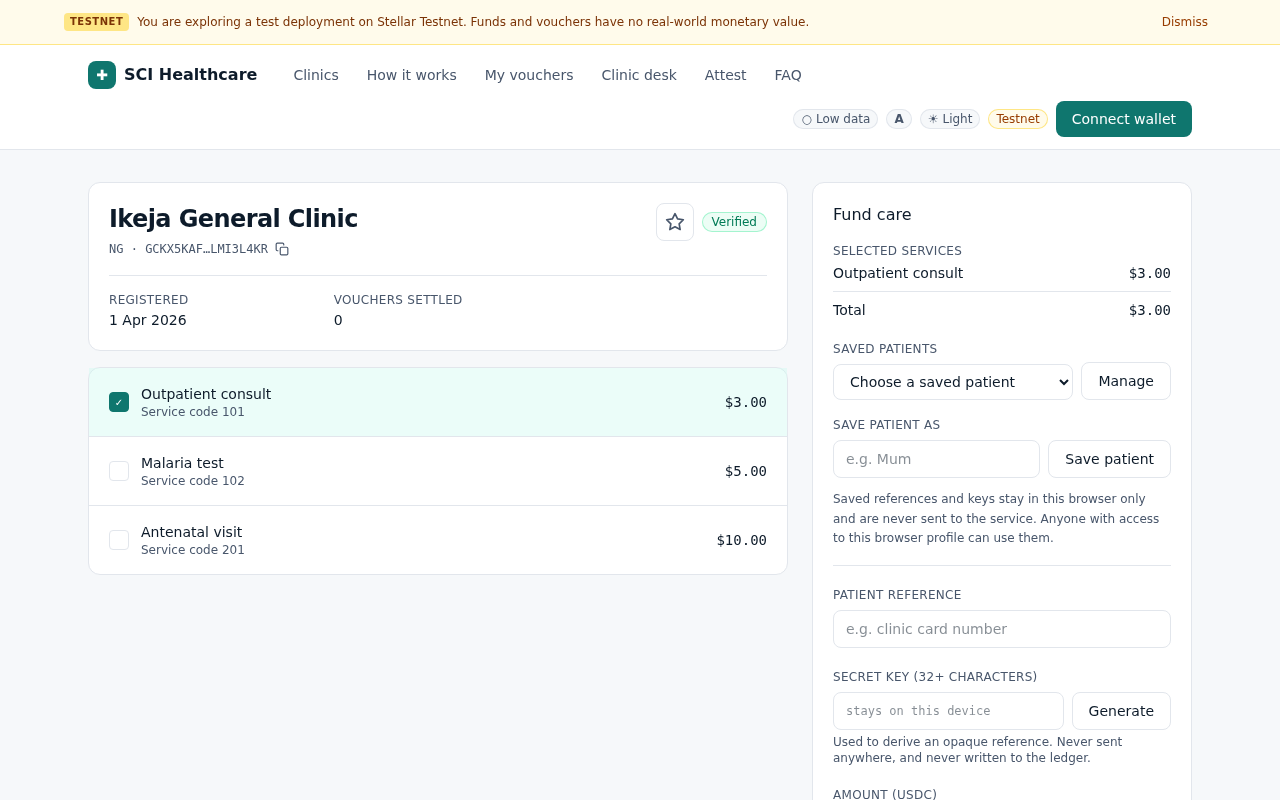 TESTNET You are exploring a test deployment on Stellar Testnet. Funds and vouchers have no real-world monetary value. Dismiss
SCI Healthcare Clinics How it works My vouchers Clinic desk Attest FAQ
Low data A Light Testnet Connect wallet
Ikeja General Clinic Verified
NG · GCKX5KAF…LMI3L4KR
REGISTERED VOUCHERS SETTLED
1 Apr 2026 0
Outpatient consult $3.00
Service code 101
Malaria test $5.00
Service code 102
Antenatal visit $10.00
Service code 201
Fund care
SELECTED SERVICES
Outpatient consult $3.00
Total $3.00
SAVED PATIENTS
Choose a saved patient Manage
SAVE PATIENT AS
e.g. Mum Save patient
Saved references and keys stay in this browser only
and are never sent to the service. Anyone with access
to this browser profile can use them.
PATIENT REFERENCE
e.g. clinic card number
SECRET KEY (32+ CHARACTERS)
stays on this device Generate
Used to derive an opaque reference. Never sent
anywhere, and never written to the ledger.
AMOUNT (USDC)